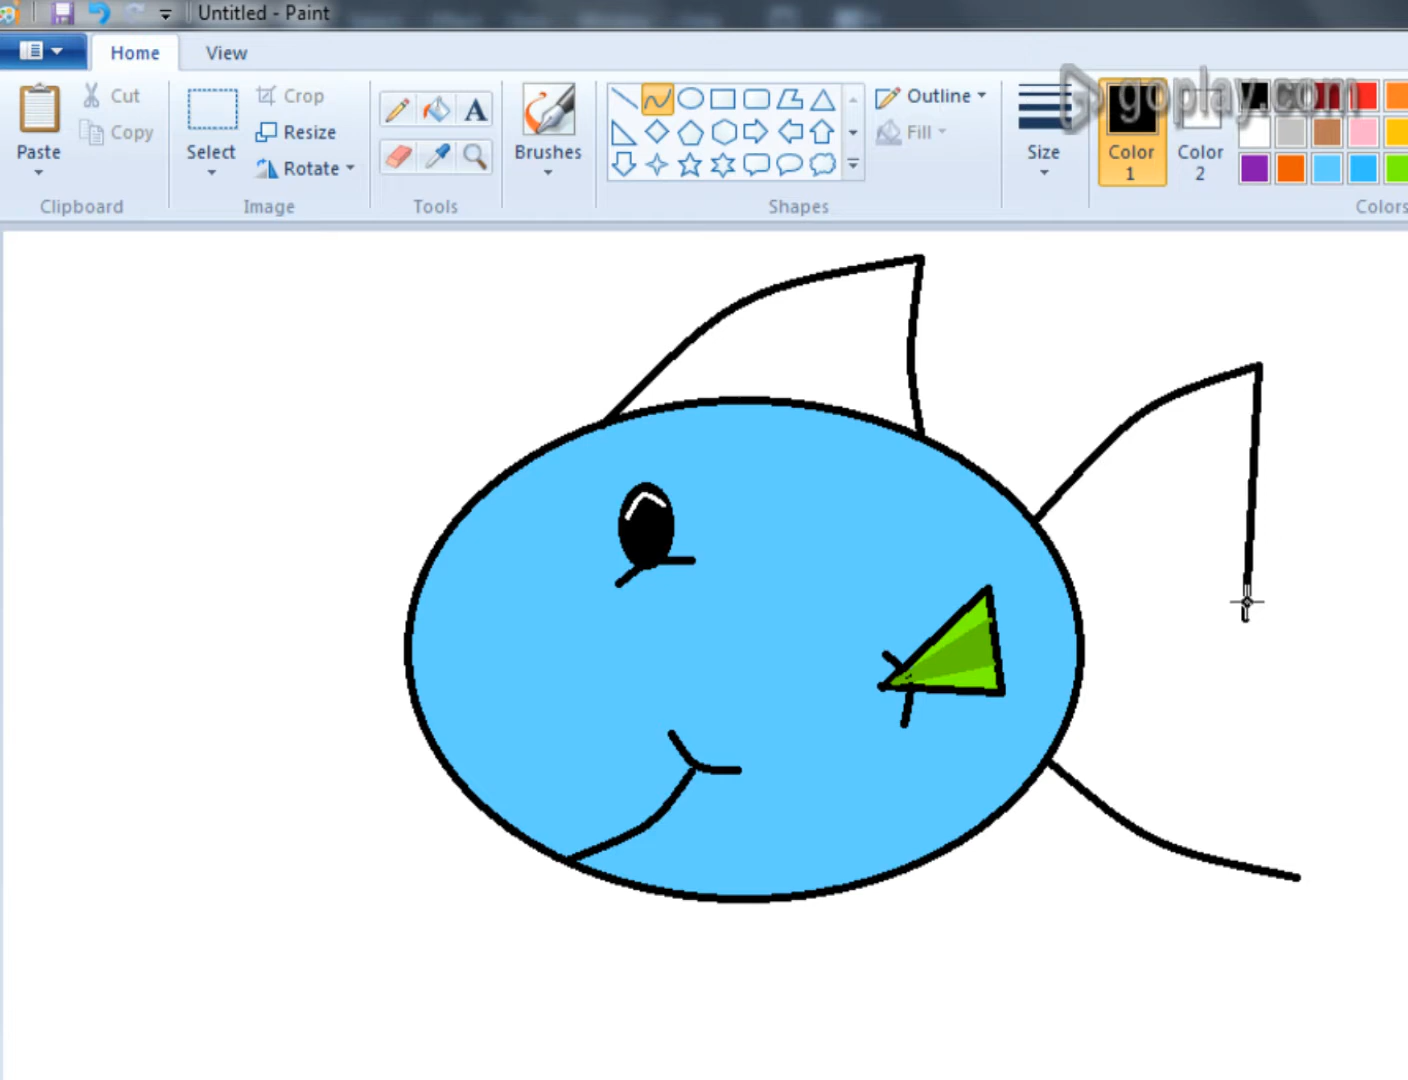 Untitled - Paint
Home View
Paste
Cut
Copy
Clipboard
Select
Crop
Resize
Rotate
Image
A
Tools
Brushes
Outline
Fill
Shapes
Size
Color 1
Color 2
Colors
goplay.com